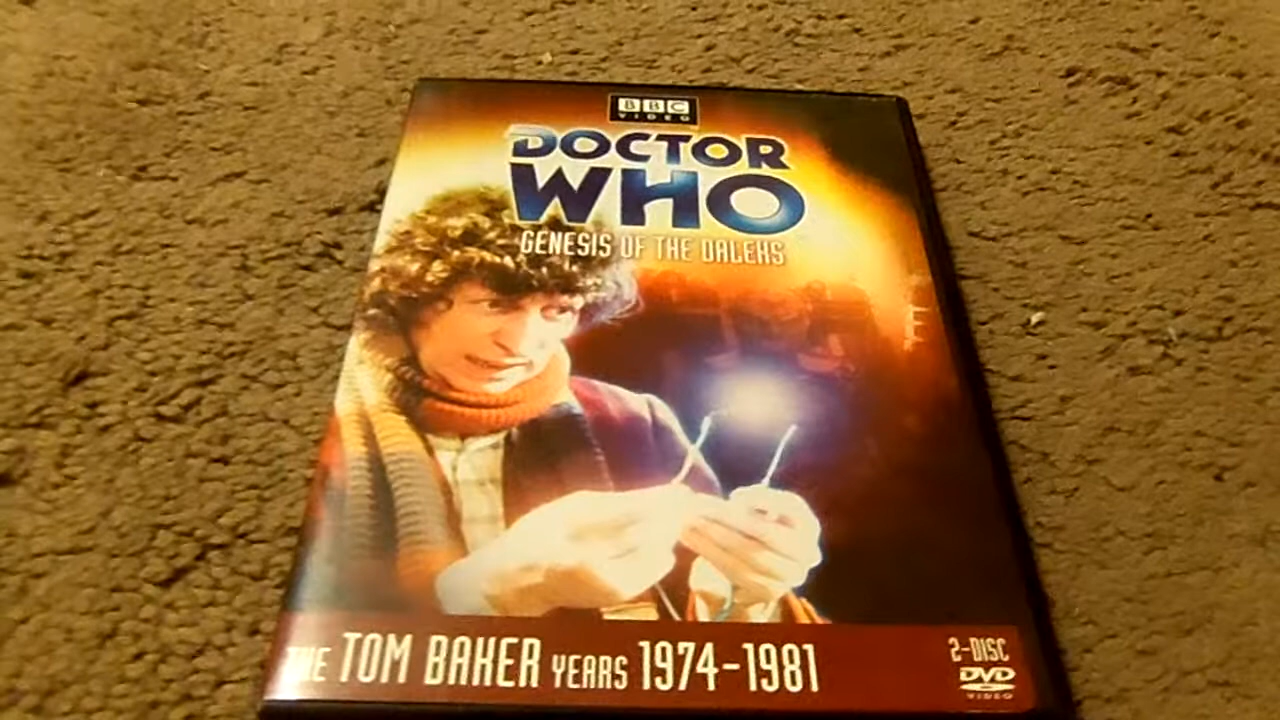 BBC
VIDEO
DOCTOR
WHO
GENESIS OF THE DALEKS
THE TOM BAKER YEARS 1974-1981
2-DISC
DVD
VIDEO